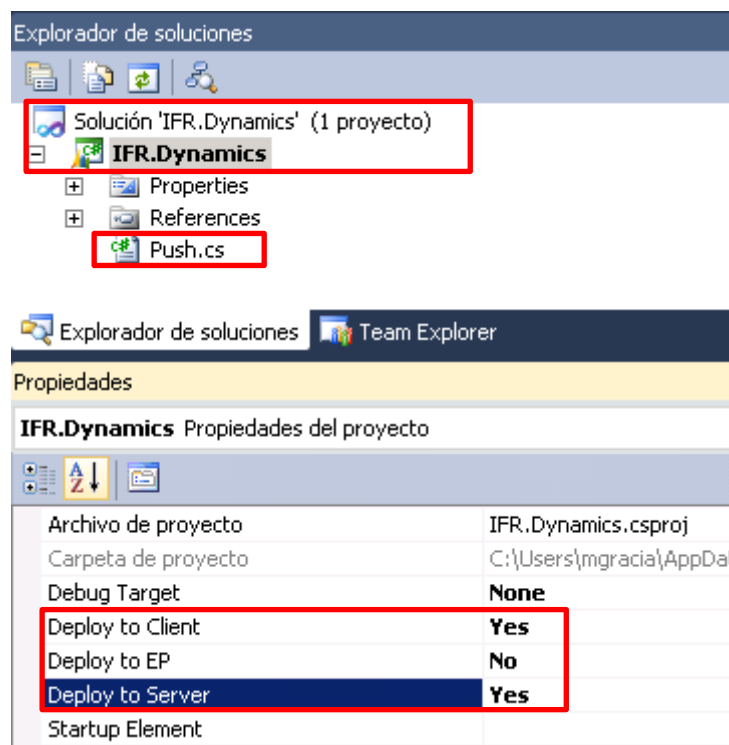 Explorador de soluciones
Solución 'IFR.Dynamics' (1 proyecto)
IFR.Dynamics
Properties
References
Push.cs
Explorador de soluciones Team Explorer
Propiedades
IFR.Dynamics Propiedades del proyecto
Archivo de proyecto IFR.Dynamics.csproj
Carpeta de proyecto C:\Users\mgracia\AppDa
Debug Target None
Deploy to Client Yes
Deploy to EP No
Deploy to Server Yes
Startup Element